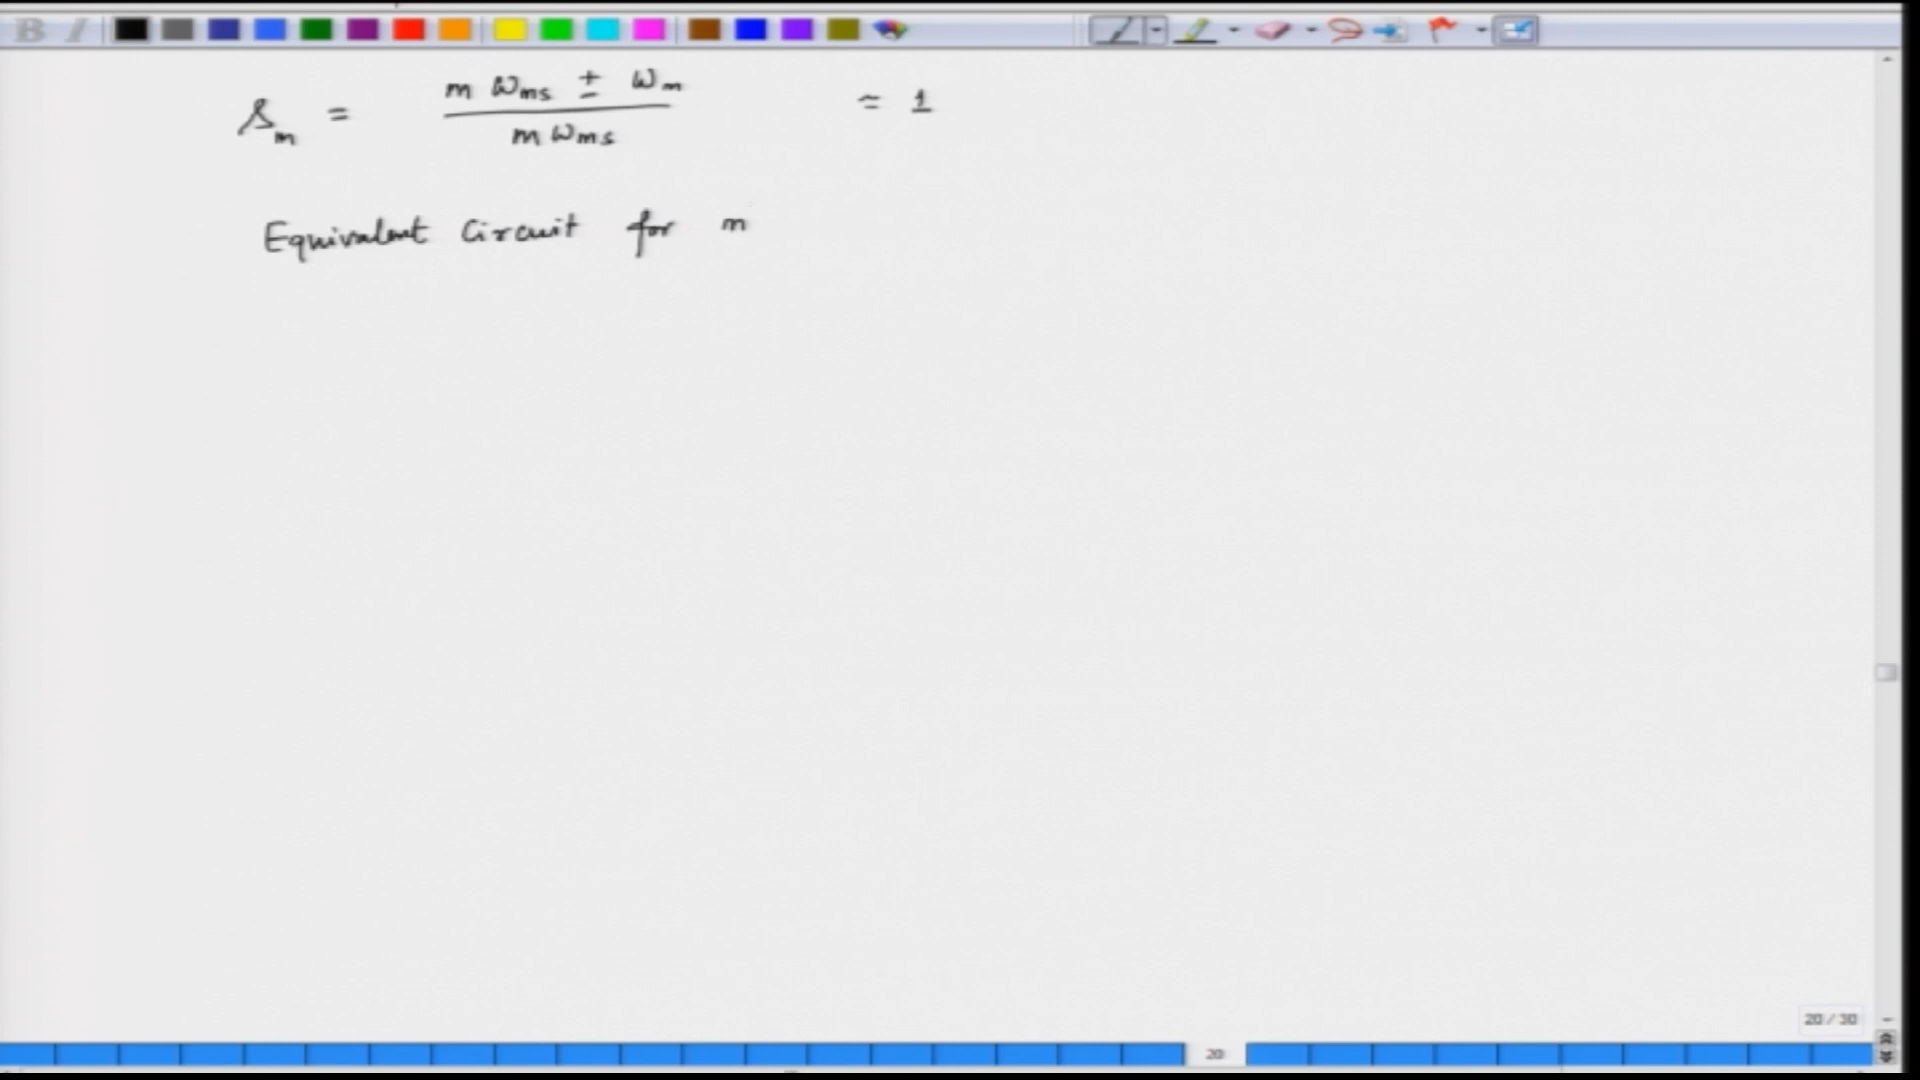 B I
S_m = (m ω_ms ± ω_m) / (m ω_ms) ≃ 1
Equivalent Circuit for m
20 / 30
20